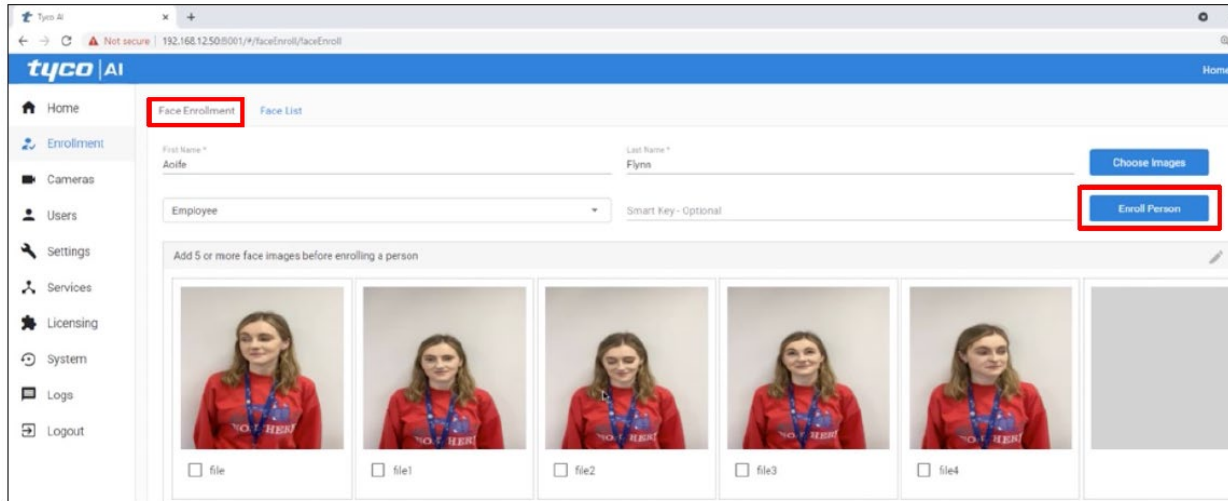 Tyco AI
Not secure 192.168.12.50:8001/#/faceEnroll/faceEnroll
tyco AI
Home
Home
Enrollment
Cameras
Users
Settings
Services
Licensing
System
Logs
Logout
Face Enrollment Face List
First Name *
Aoife
Last Name *
Flynn
Choose Images
Employee
Smart Key - Optional
Enroll Person
Add 5 or more face images before enrolling a person
file
file1
file2
file3
file4